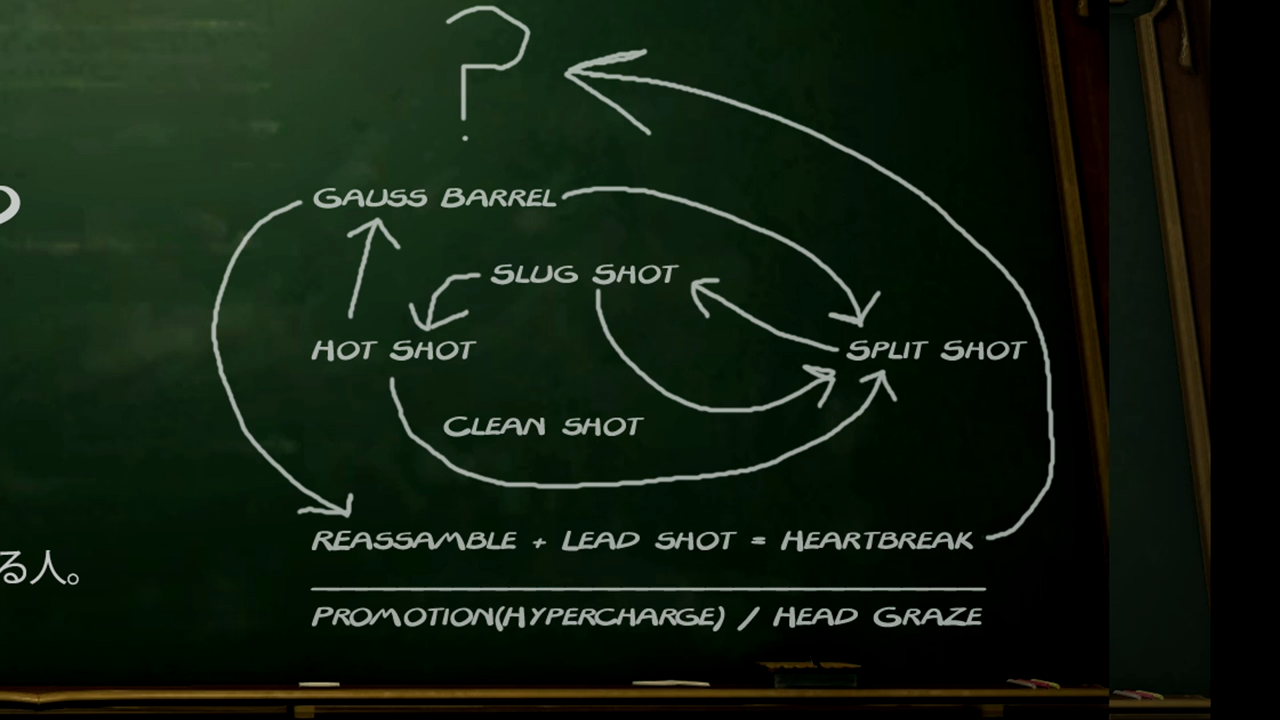 ?
GAUSS BARREL
SLUG SHOT
HOT SHOT
SPLIT SHOT
CLEAN SHOT
REASSAMBLE + LEAD SHOT = HEARTBREAK
PROMOTION(HYPERCHARGE) / HEAD GRAZE
る人。